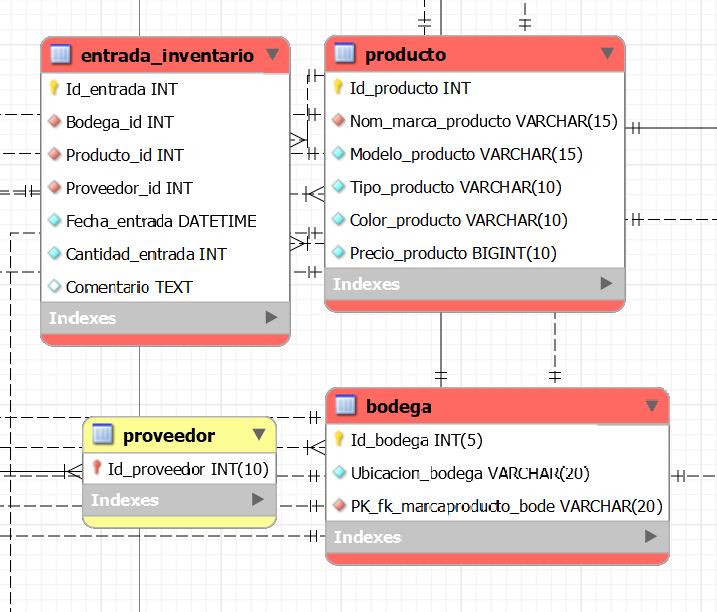 entrada_inventario
Id_entrada INT
Bodega_id INT
Producto_id INT
Proveedor_id INT
Fecha_entrada DATETIME
Cantidad_entrada INT
Comentario TEXT
Indexes
producto
Id_producto INT
Nom_marca_producto VARCHAR(15)
Modelo_producto VARCHAR(15)
Tipo_producto VARCHAR(10)
Color_producto VARCHAR(10)
Precio_producto BIGINT(10)
Indexes
proveedor
Id_proveedor INT(10)
Indexes
bodega
Id_bodega INT(5)
Ubicacion_bodega VARCHAR(20)
PK_fk_marcaproducto_bode VARCHAR(20)
Indexes